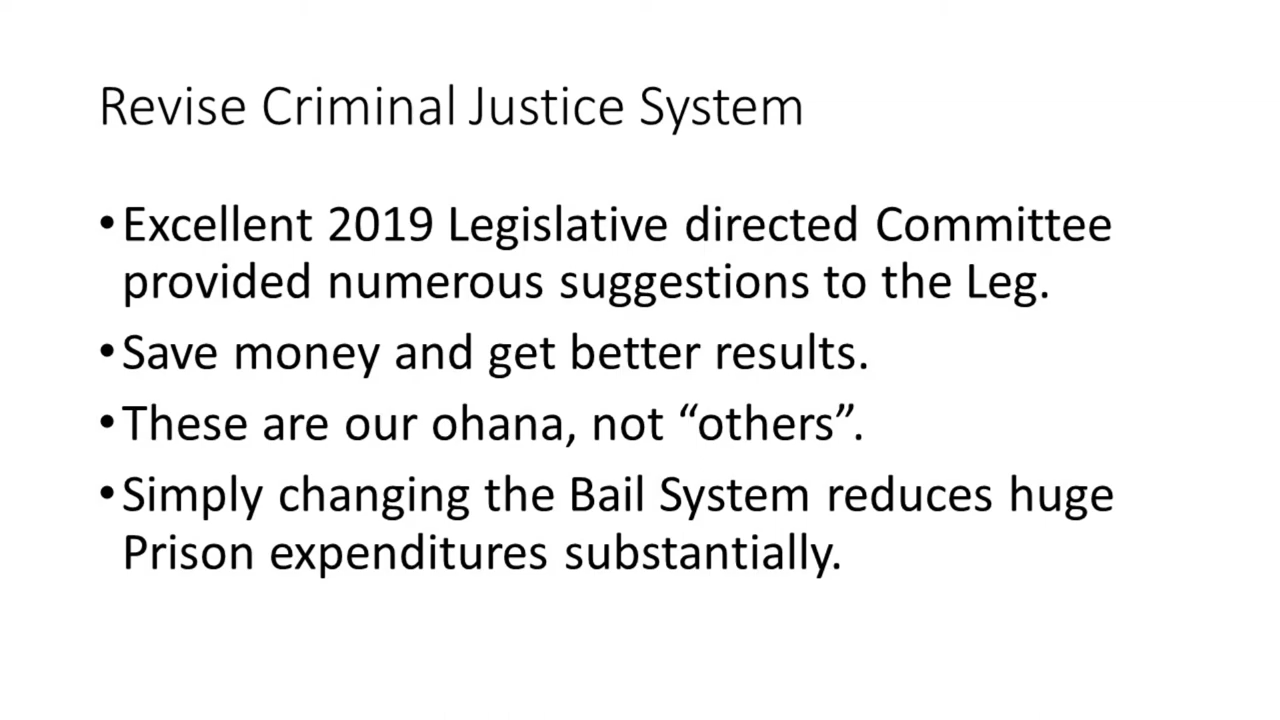 Revise Criminal Justice System
•Excellent 2019 Legislative directed Committee
provided numerous suggestions to the Leg.
•Save money and get better results.
•These are our ohana, not “others”.
•Simply changing the Bail System reduces huge
Prison expenditures substantially.